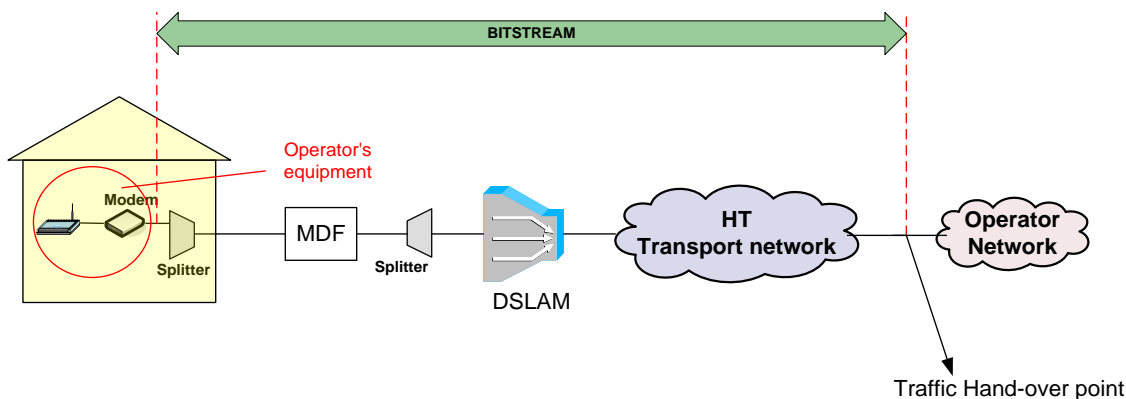 BITSTREAM
Operator's
equipment
Modem
Splitter
MDF
Splitter
DSLAM
HT
Transport network
Operator
Network
Traffic Hand-over point